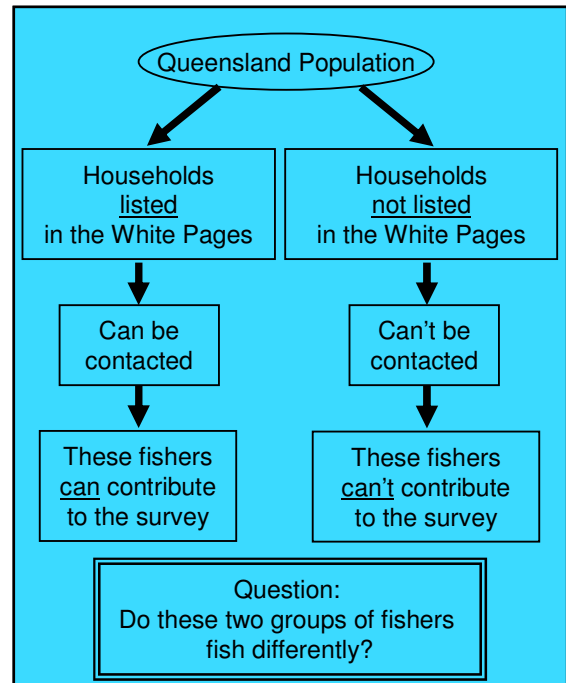 Queensland Population
Households
listed
in the White Pages
Households
not listed
in the White Pages
Can be
contacted
Can't be
contacted
These fishers
can contribute
to the survey
These fishers
can't contribute
to the survey
Question:
Do these two groups of fishers
fish differently?